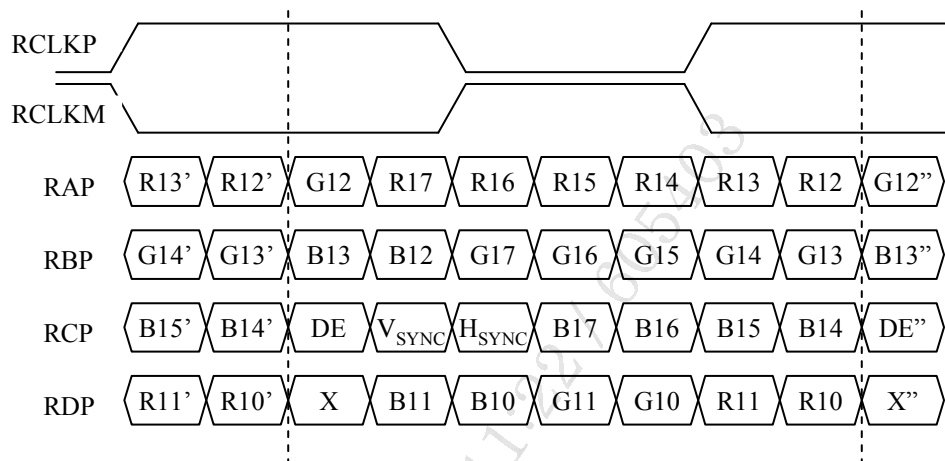 RCLKP
RCLKM
RAP R13’ R12’ G12 R17 R16 R15 R14 R13 R12 G12”
RBP G14’ G13’ B13 B12 G17 G16 G15 G14 G13 B13”
RCP B15’ B14’ DE VSYNC HSYNC B17 B16 B15 B14 DE”
RDP R11’ R10’ X B11 B10 G11 G10 R11 R10 X”